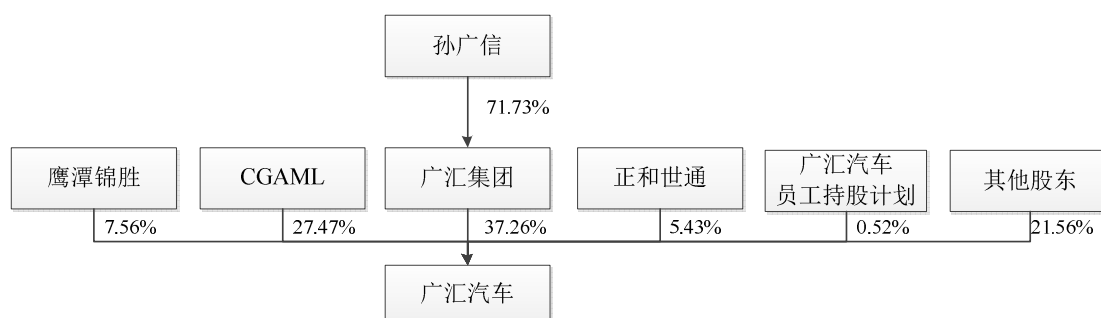 孙广信
71.73%
鹰潭锦胜
CGAML
广汇集团
正和世通
广汇汽车
员工持股计划
其他股东
7.56%
27.47%
37.26%
5.43%
0.52%
21.56%
广汇汽车